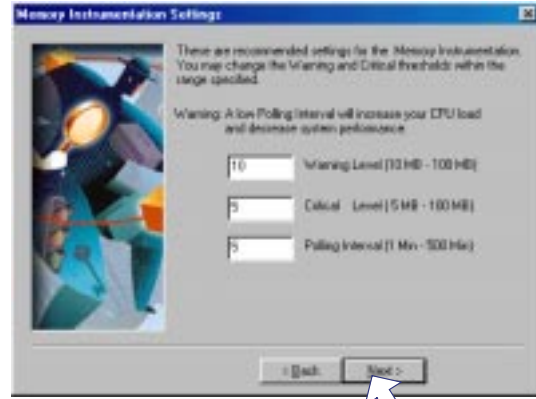 Memory Instrumentation Settings
These are recommended settings for the Memory Instrumentation.
You may change the Warning and Critical thresholds within the
range specified.
Warning: A low Polling Interval will increase your CPU load
and decrease system performance.
10 Warning Level (10 MB - 100 MB)
5 Critical Level (5 MB - 100 MB)
5 Polling Interval (1 Min - 500 Min)
< Back Next >